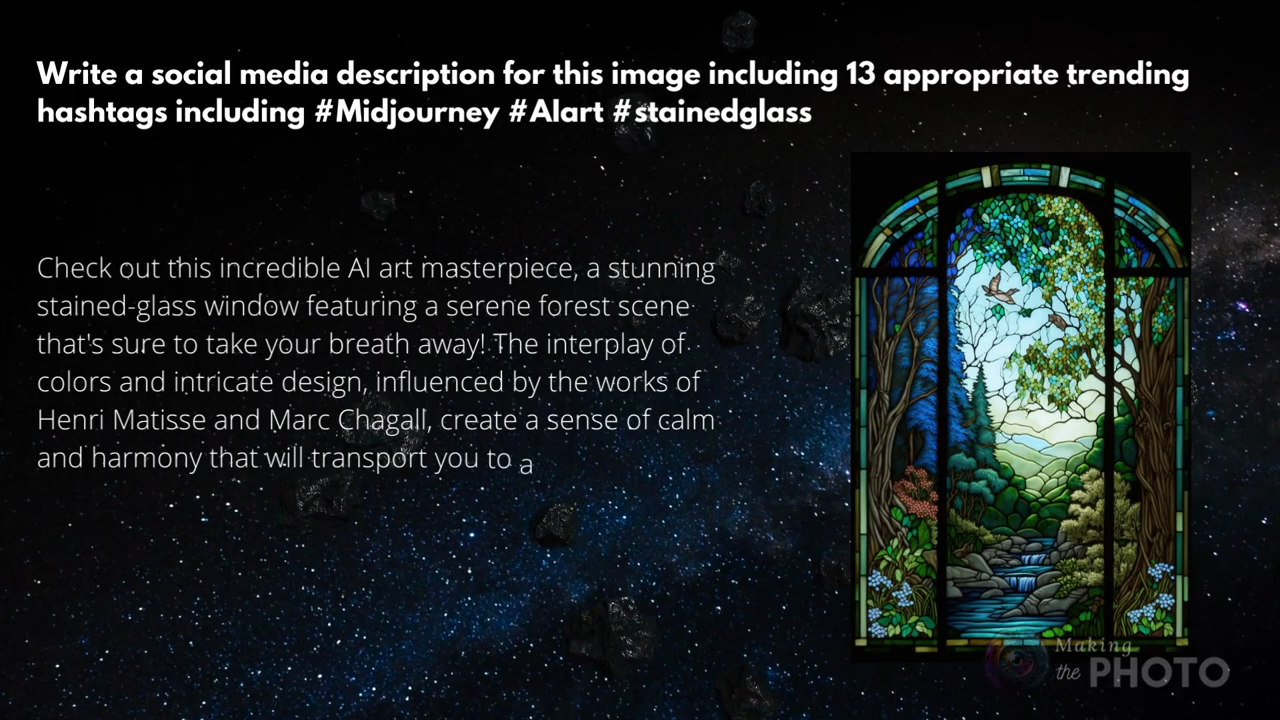 Write a social media description for this image including 13 appropriate trending
hashtags including #Midjourney #AIart #stainedglass
Check out this incredible AI art masterpiece, a stunning
stained-glass window featuring a serene forest scene
that's sure to take your breath away! The interplay of
colors and intricate design, influenced by the works of
Henri Matisse and Marc Chagall, create a sense of calm
and harmony that will transport you to a
Making
the PHOTO